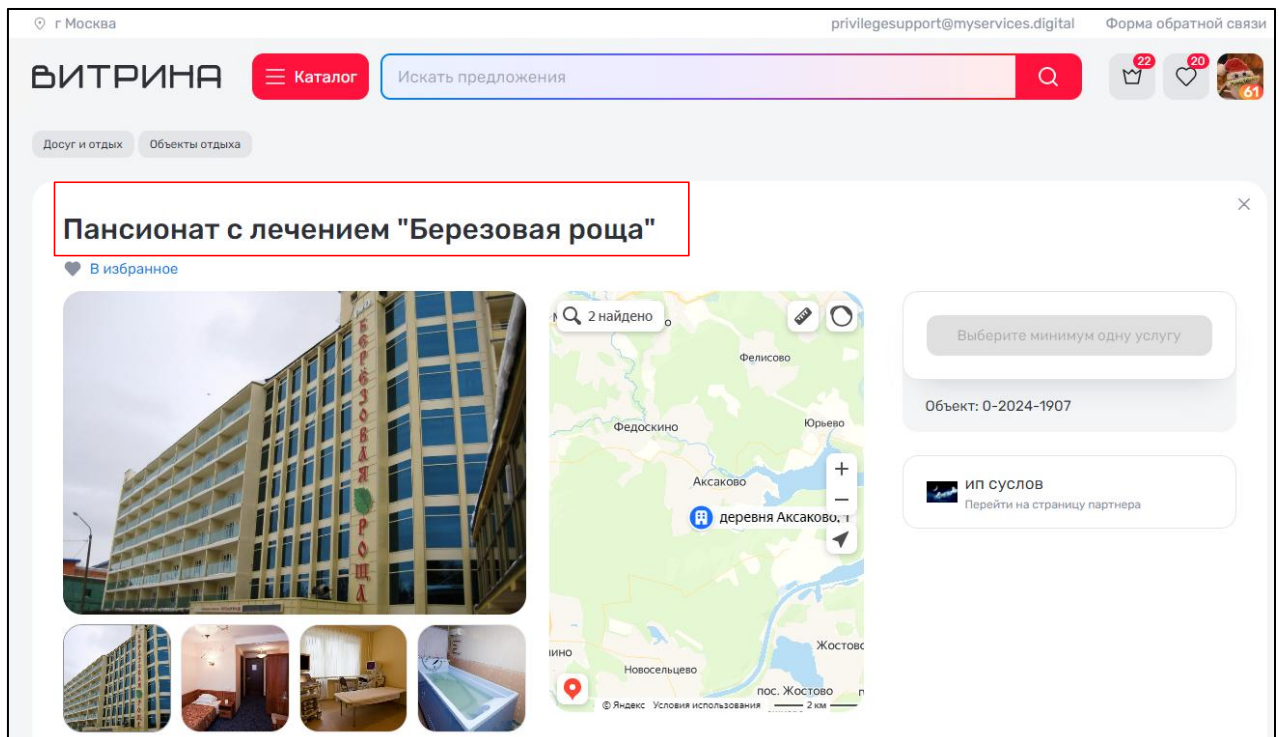 г Москва
privilegesupport@myservices.digital
Форма обратной связи
ВИТРИНА
Каталог
Искать предложения
22
20
61
Досуг и отдых
Объекты отдыха
Пансионат с лечением "Березовая роща"
В избранное
БЕРЕЗОВАЯ РОЩА
2 найдено
Фелисово
Федоскино
Юрьево
Аксаково
деревня Аксаково, 1
Жостово
Новосельцево
пос. Жостово
© Яндекс Условия использования
2 км
Выберите минимум одну услугу
Объект: 0-2024-1907
ип суслов
Перейти на страницу партнера